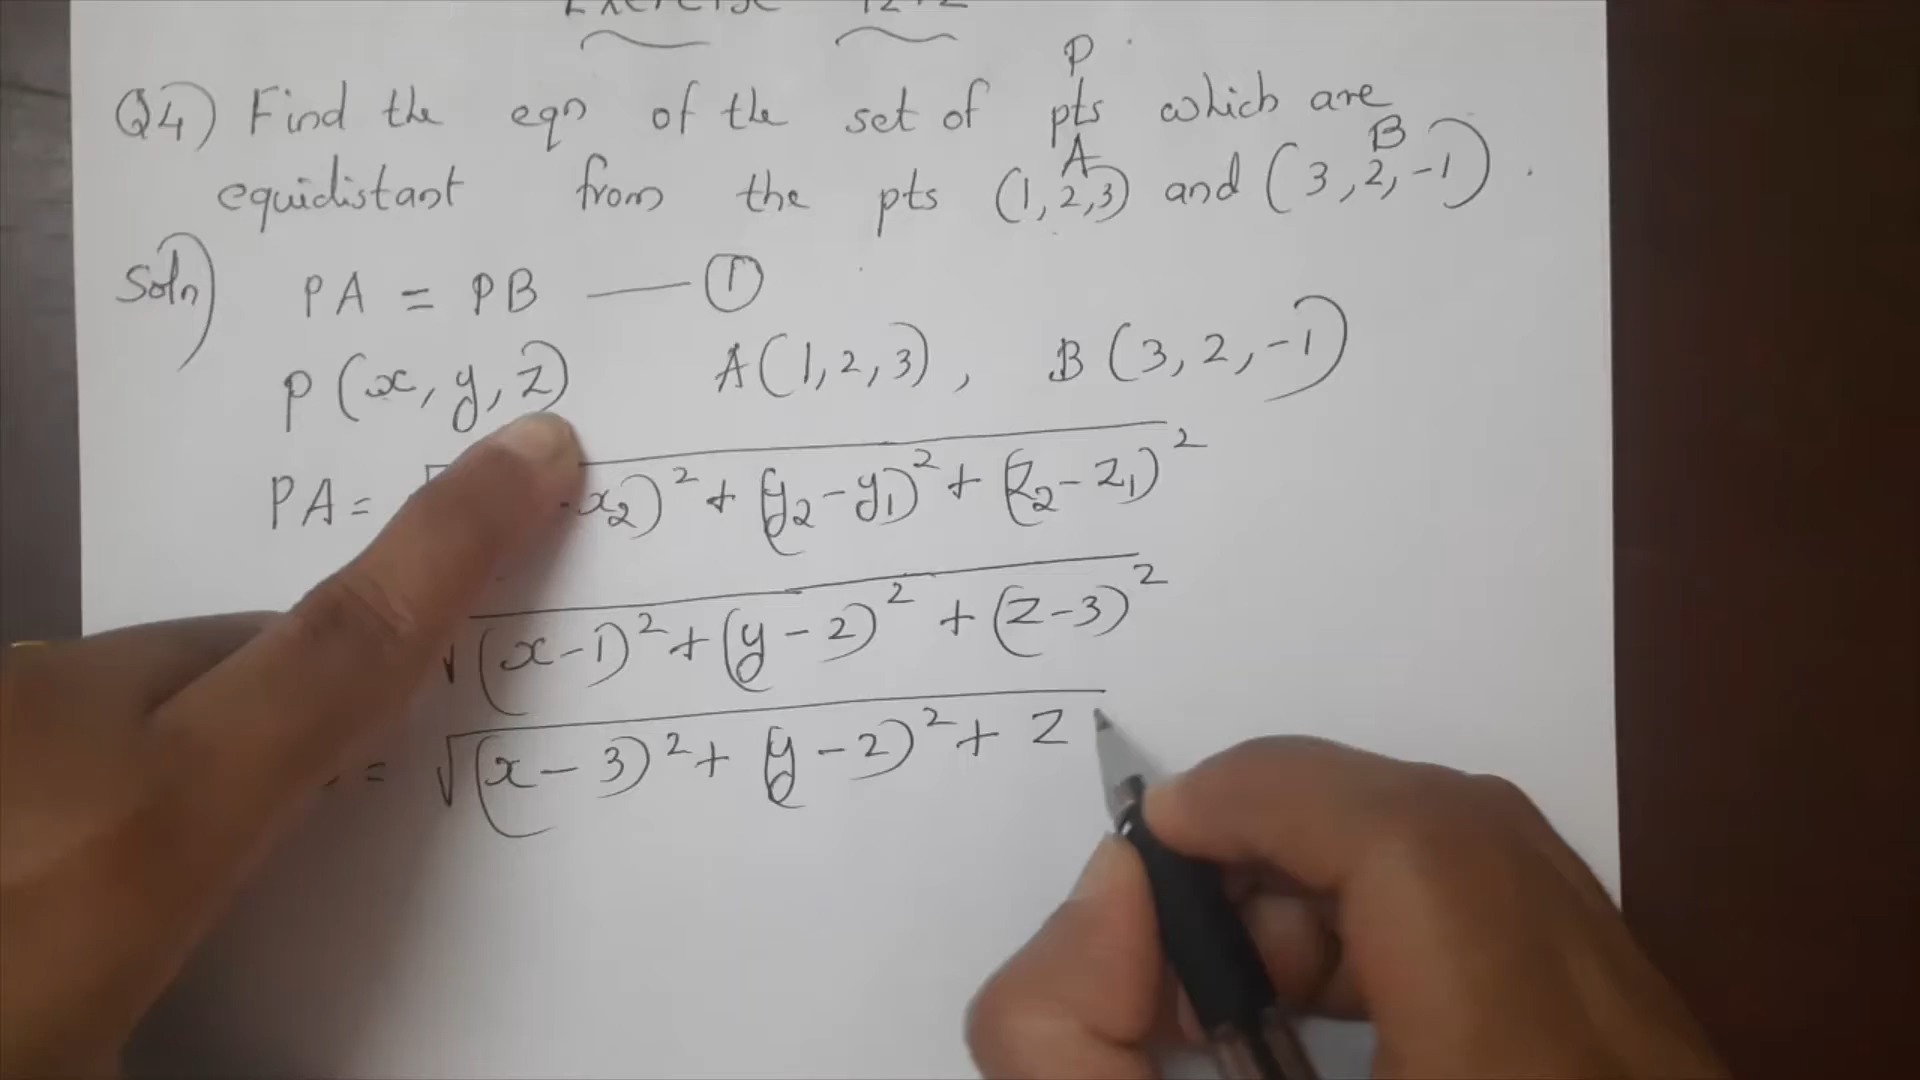 Q4) Find the eqn of the set of pts which are
P
equidistant from the pts (1, 2, 3) and (3, 2, -1).
A B
Soln) PA = PB — ①
P (x, y, z) A(1, 2, 3), B (3, 2, -1)
PA = x₂)² + (y₂ - y₁)² + (z₂ - z₁)²
√(x-1)² + (y-2)² + (z-3)²
= √(x-3)² + (y-2)² + z